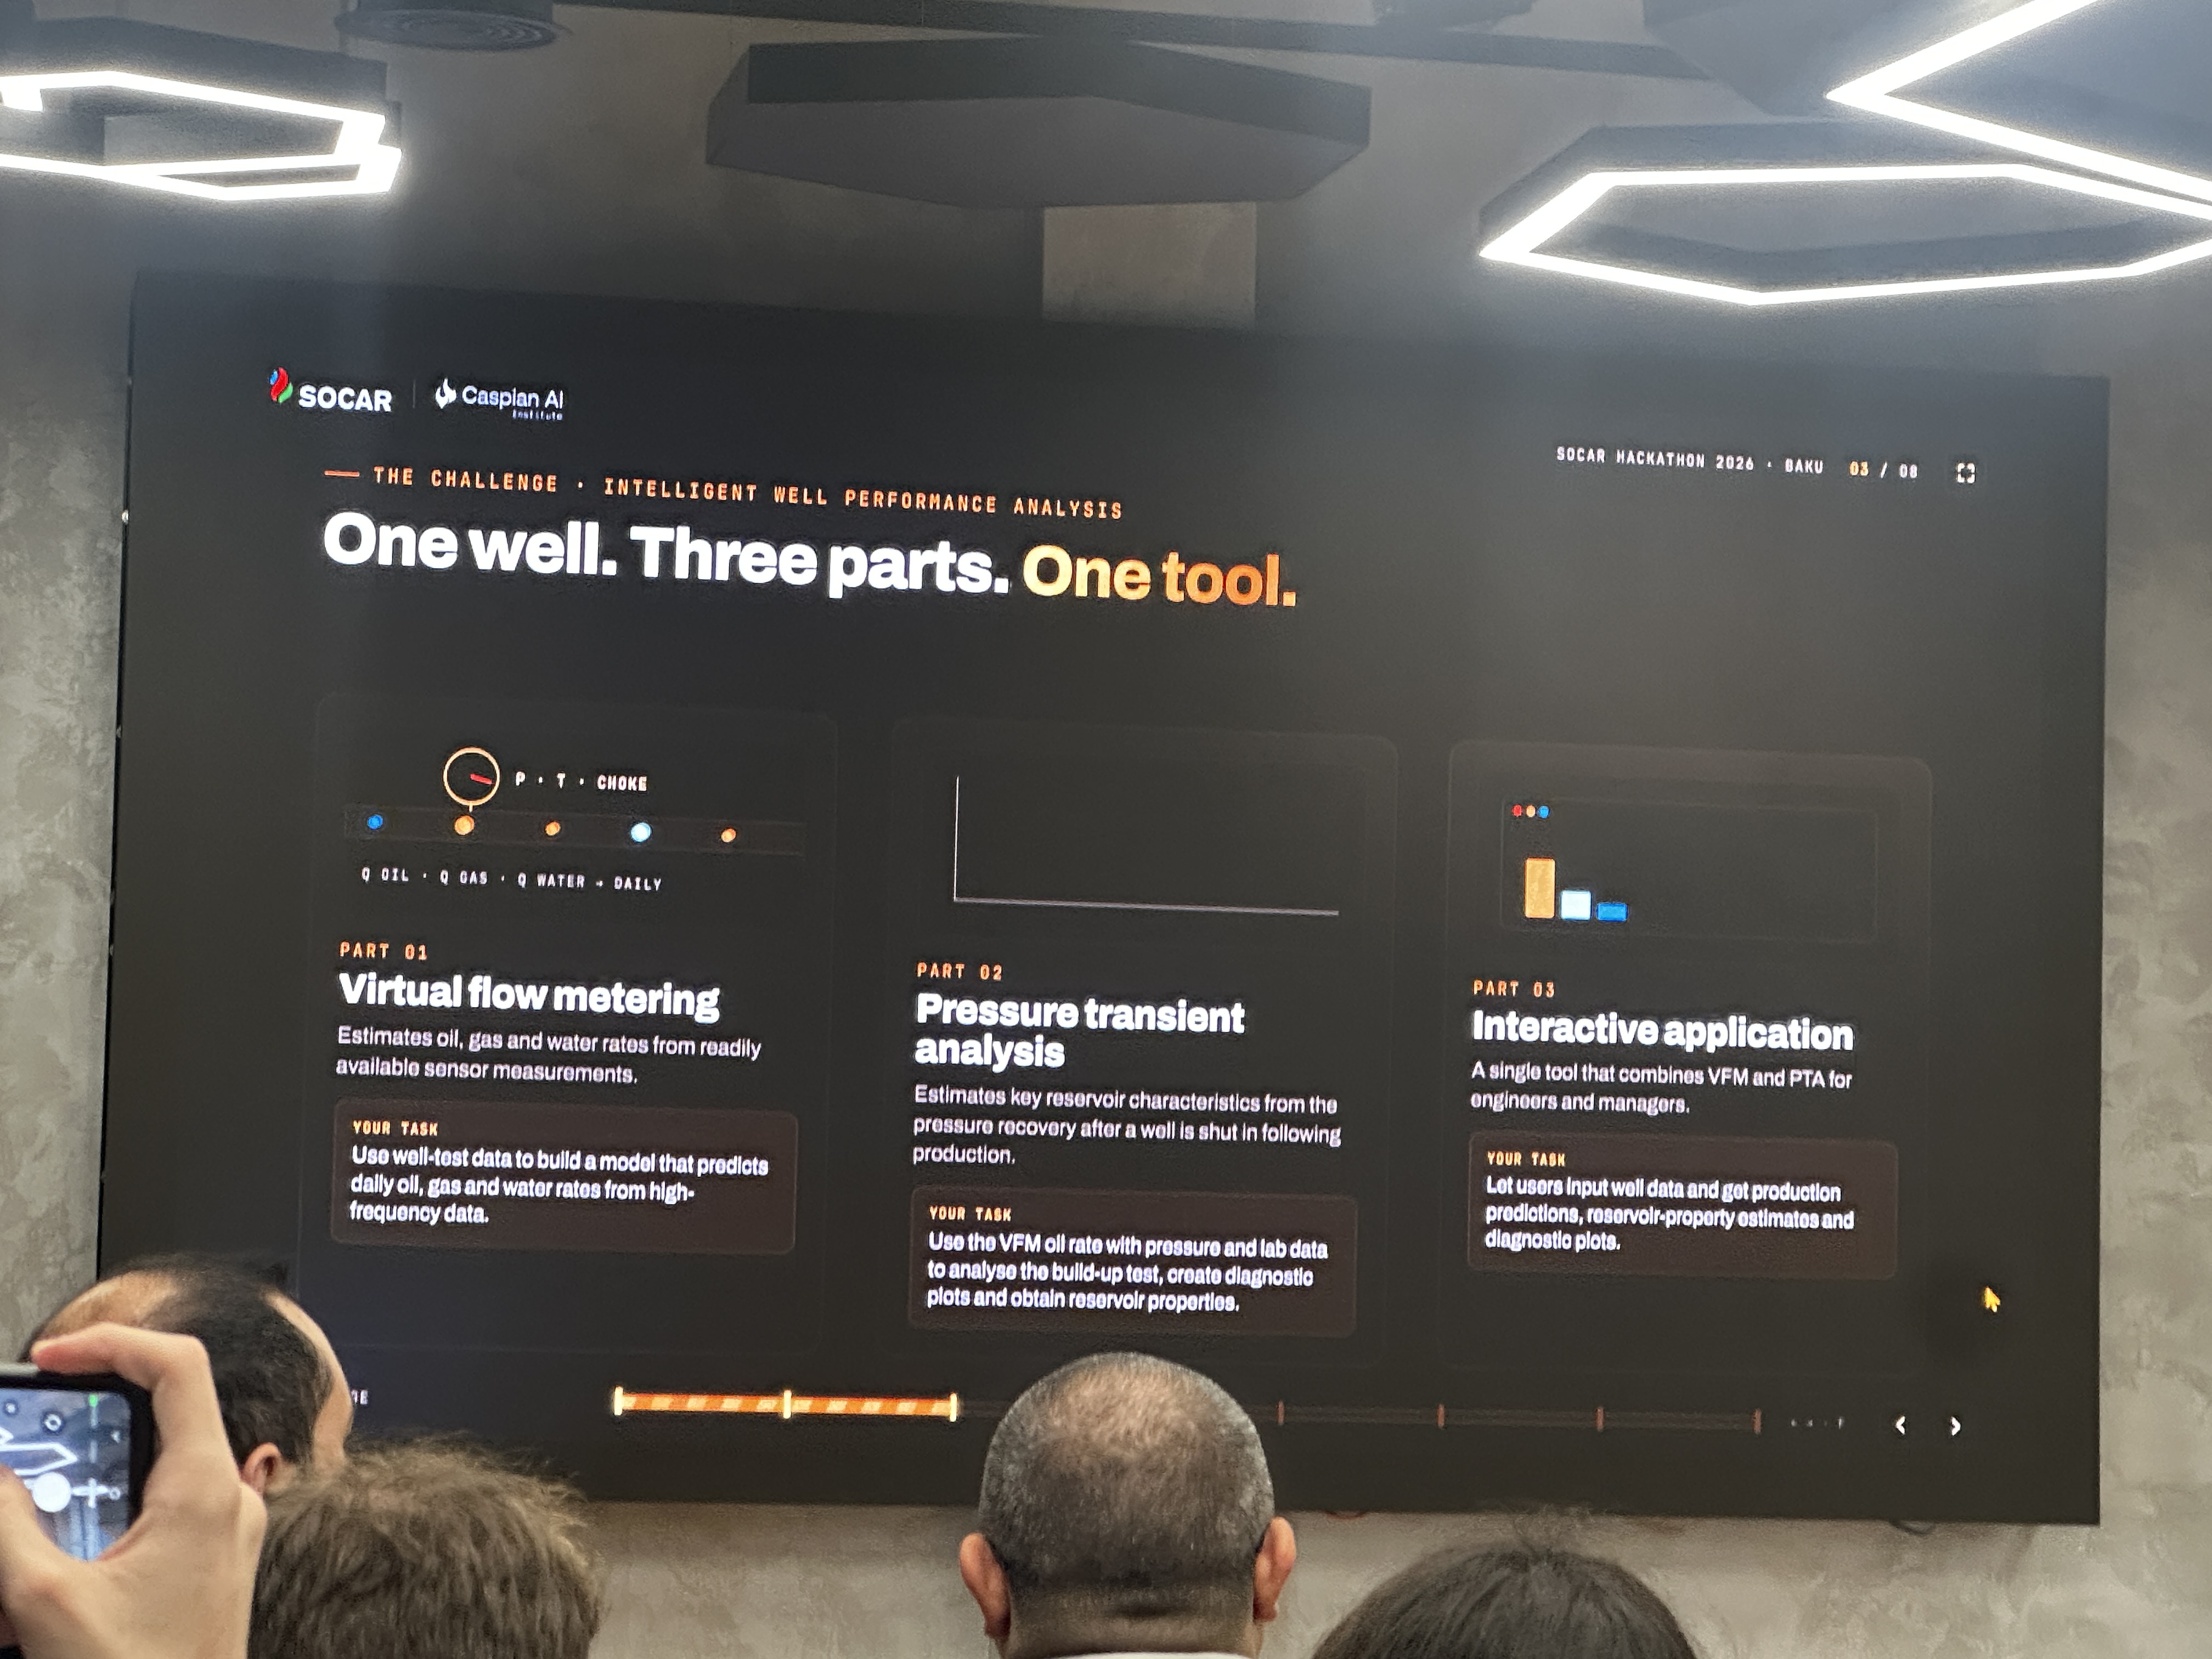 SOCAR
Caspian AI
Institute
SOCAR HACKATHON 2026 · BAKU 03 / 08
THE CHALLENGE · INTELLIGENT WELL PERFORMANCE ANALYSIS
One well. Three parts. One tool.
P · T · CHOKE
Q OIL · Q GAS · Q WATER → DAILY
PART 01
Virtual flow metering
Estimates oil, gas and water rates from readily
available sensor measurements.
YOUR TASK
Use well-test data to build a model that predicts
daily oil, gas and water rates from high-
frequency data.
PART 02
Pressure transient
analysis
Estimates key reservoir characteristics from the
pressure recovery after a well is shut in following
production.
YOUR TASK
Use the VFM oil rate with pressure and lab data
to analyse the build-up test, create diagnostic
plots and obtain reservoir properties.
PART 03
Interactive application
A single tool that combines VFM and PTA for
engineers and managers.
YOUR TASK
Let users input well data and get production
predictions, reservoir-property estimates and
diagnostic plots.